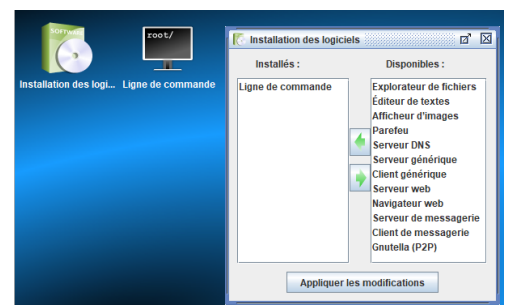 SOFTWARE
root/
Installation des logi...
Ligne de commande
Installation des logiciels
Installés :
Disponibles :
Ligne de commande
Explorateur de fichiers
Éditeur de textes
Afficheur d'images
Parefeu
Serveur DNS
Serveur générique
Client générique
Serveur web
Navigateur web
Serveur de messagerie
Client de messagerie
Gnutella (P2P)
Appliquer les modifications